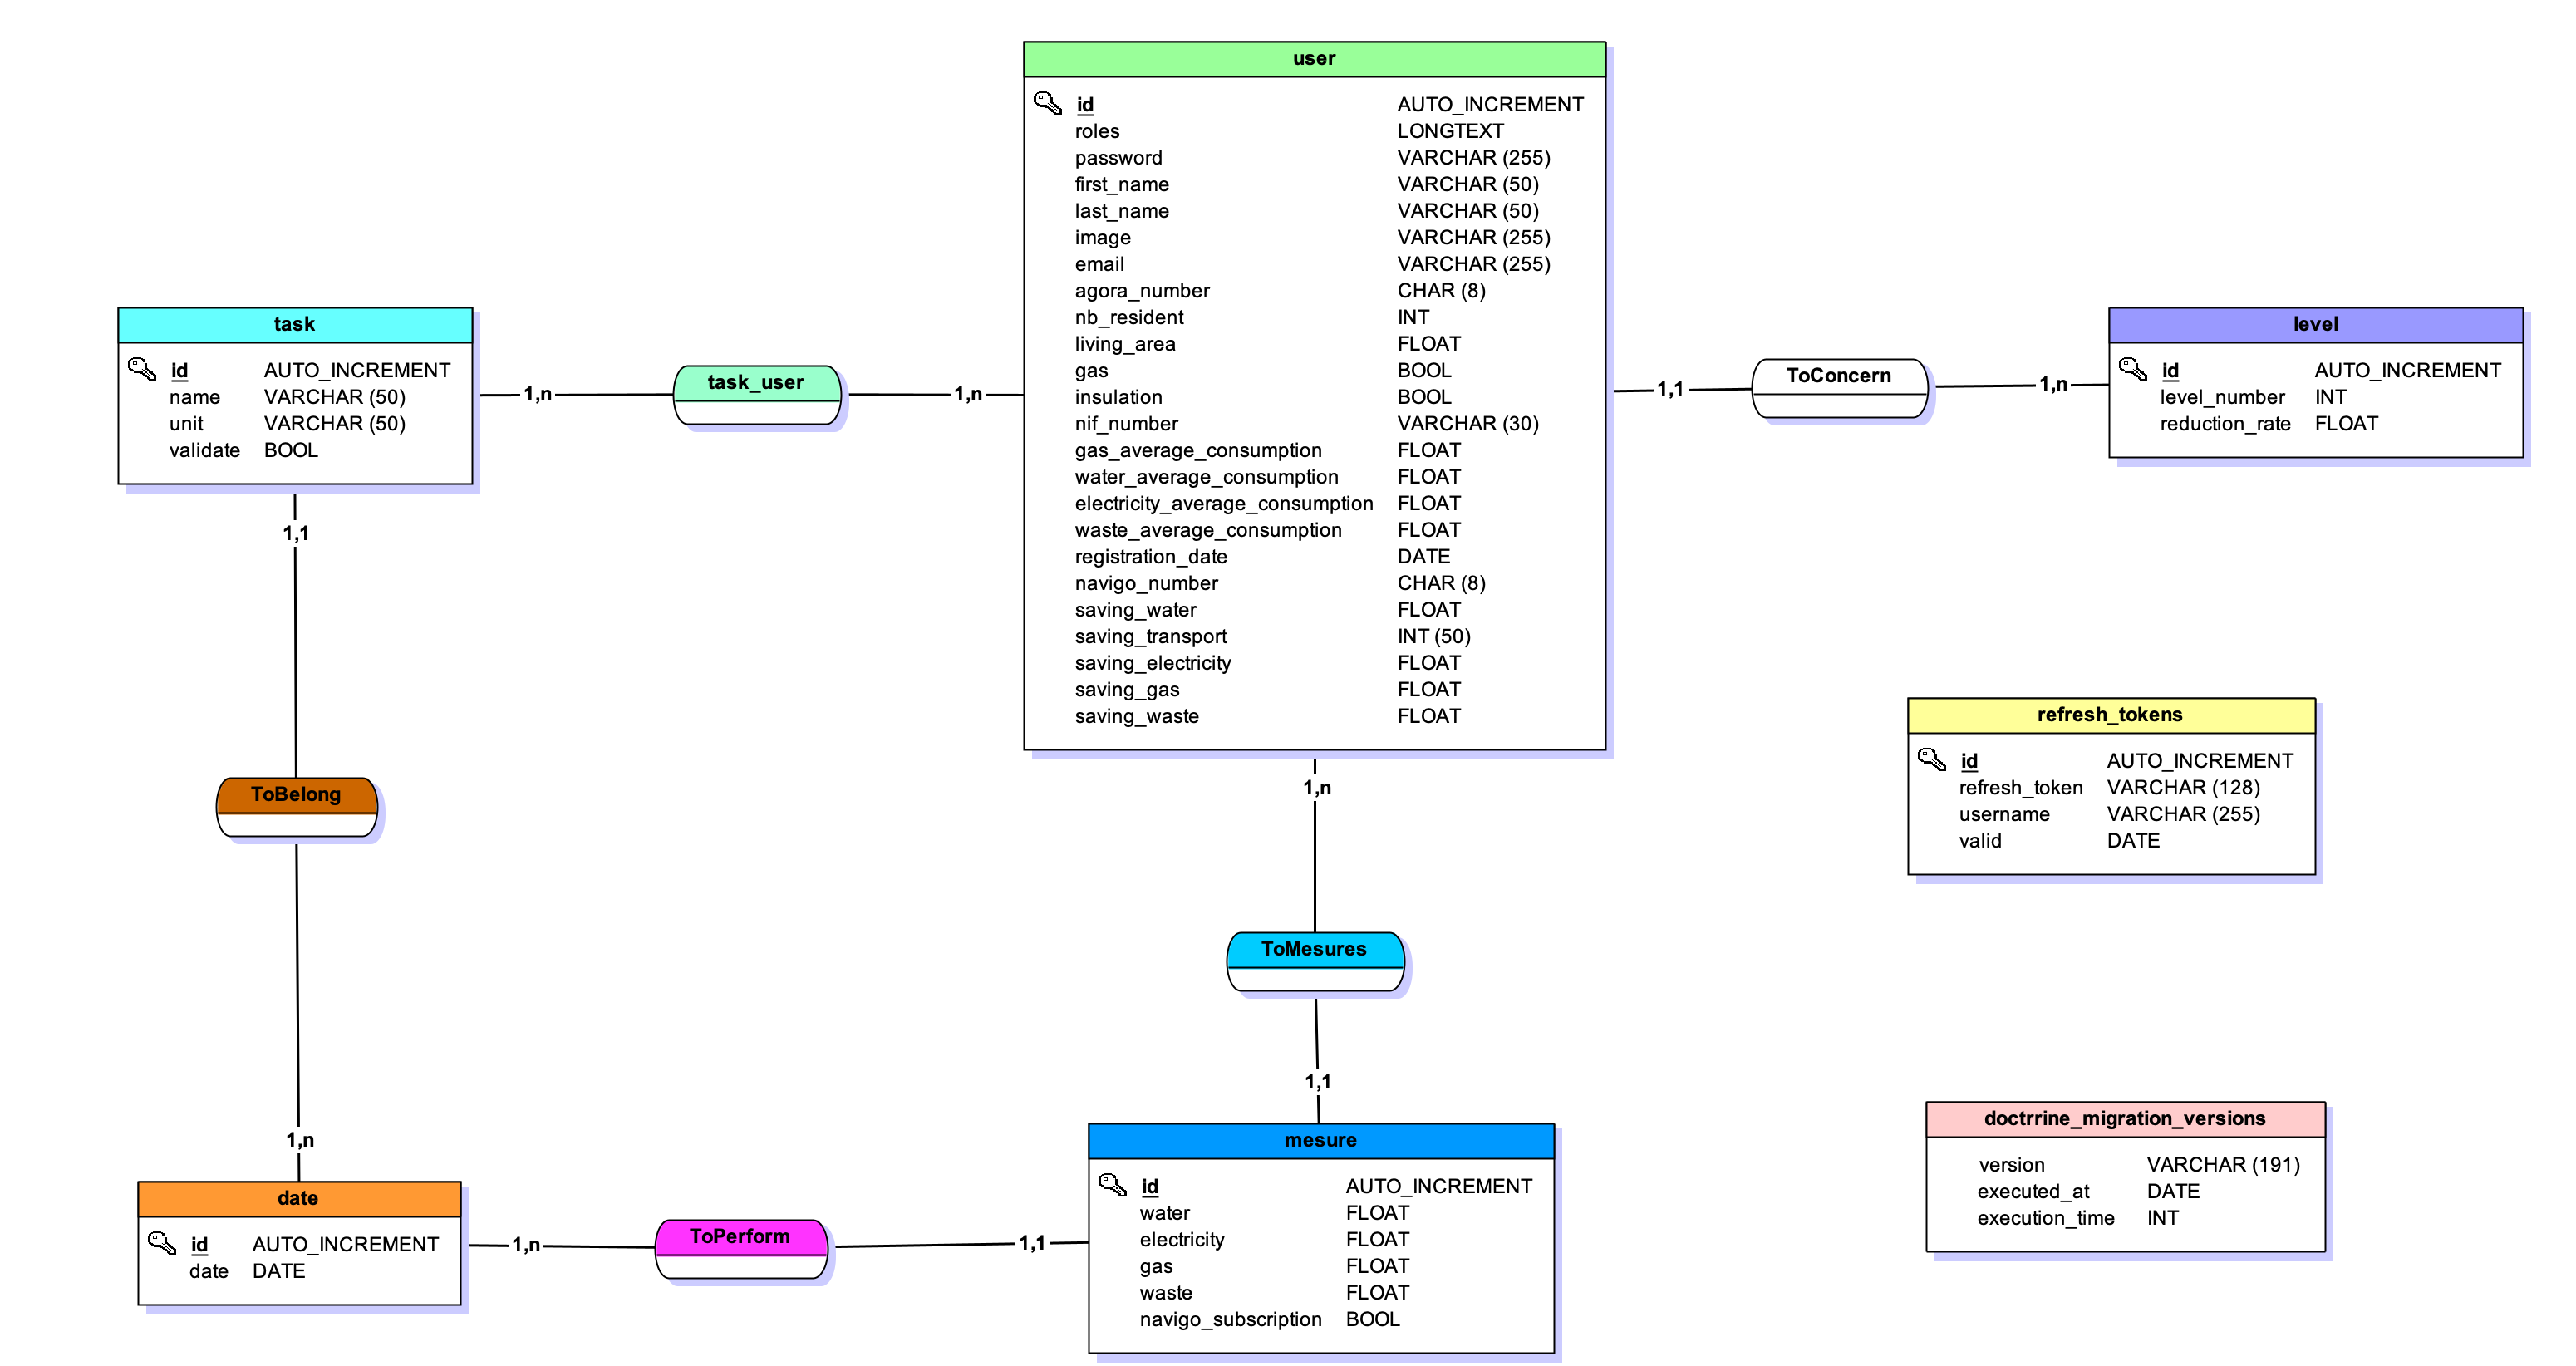 user
id AUTO_INCREMENT
roles LONGTEXT
password VARCHAR (255)
first_name VARCHAR (50)
last_name VARCHAR (50)
image VARCHAR (255)
email VARCHAR (255)
agora_number CHAR (8)
nb_resident INT
living_area FLOAT
gas BOOL
insulation BOOL
nif_number VARCHAR (30)
gas_average_consumption FLOAT
water_average_consumption FLOAT
electricity_average_consumption FLOAT
waste_average_consumption FLOAT
registration_date DATE
navigo_number CHAR (8)
saving_water FLOAT
saving_transport INT (50)
saving_electricity FLOAT
saving_gas FLOAT
saving_waste FLOAT
task
id AUTO_INCREMENT
name VARCHAR (50)
unit VARCHAR (50)
validate BOOL
1,n
task_user
1,n
1,1
ToConcern
1,n
level
id AUTO_INCREMENT
level_number INT
reduction_rate FLOAT
1,1
ToBelong
1,n
1,n
ToMesures
1,1
refresh_tokens
id AUTO_INCREMENT
refresh_token VARCHAR (128)
username VARCHAR (255)
valid DATE
date
id AUTO_INCREMENT
date DATE
1,n
ToPerform
1,1
mesure
id AUTO_INCREMENT
water FLOAT
electricity FLOAT
gas FLOAT
waste FLOAT
navigo_subscription BOOL
doctrrine_migration_versions
version VARCHAR (191)
executed_at DATE
execution_time INT